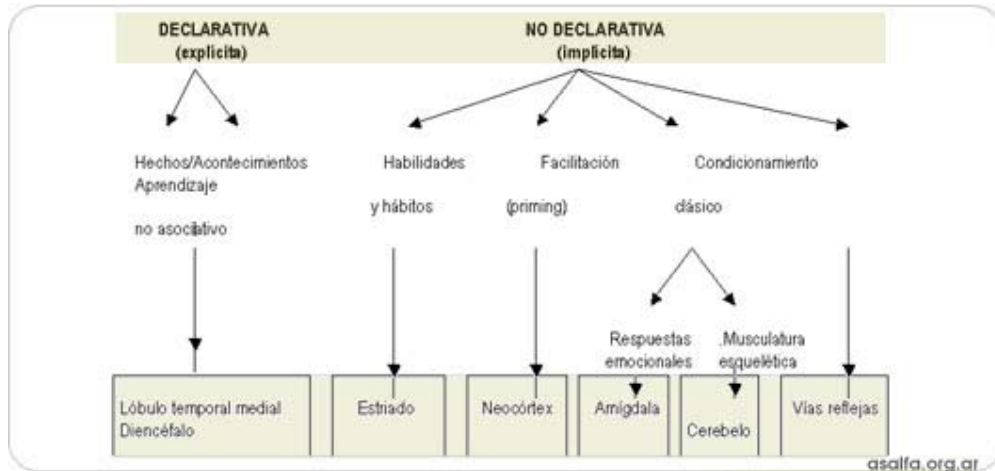 DECLARATIVA
(explícita)
NO DECLARATIVA
(implícita)
Hechos/Acontecimientos
Aprendizaje
no asociativo
Habilidades
y hábitos
Facilitación
(priming)
Condicionamiento
clásico
Respuestas
emocionales
.Musculatura
esquelética
Lóbulo temporal medial
Diencéfalo
Estriado
Neocórtex
Amígdala
Cerebelo
Vías reflejas
asalfa.org.ar